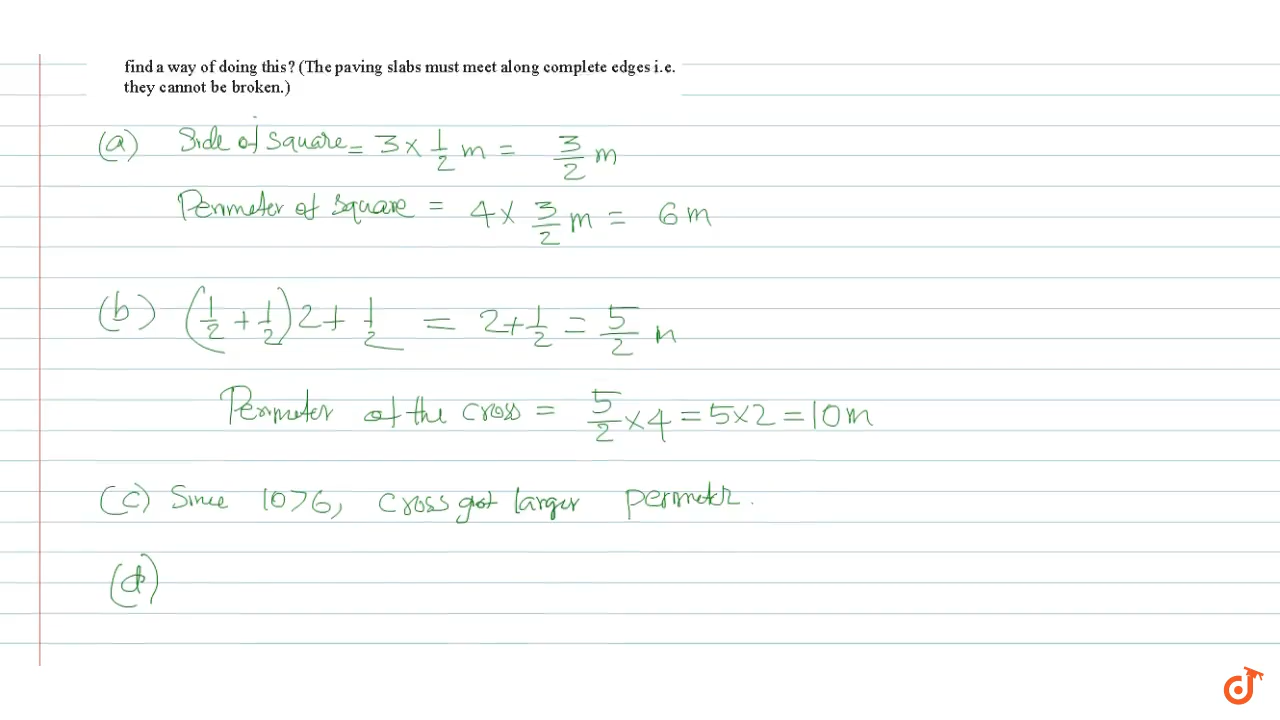 find a way of doing this? (The paving slabs must meet along complete edges i.e.
they cannot be broken.)
(a) Side of square = 3 × 1/2 m = 3/2 m
Perimeter of square = 4 × 3/2 m = 6 m
(b) (1/2 + 1/2) 2 + 1/2 = 2 + 1/2 = 5/2 m
Perimeter of the cross = 5/2 × 4 = 5 × 2 = 10 m
(c) Since 10 > 6, cross got larger perimeter.
(d)